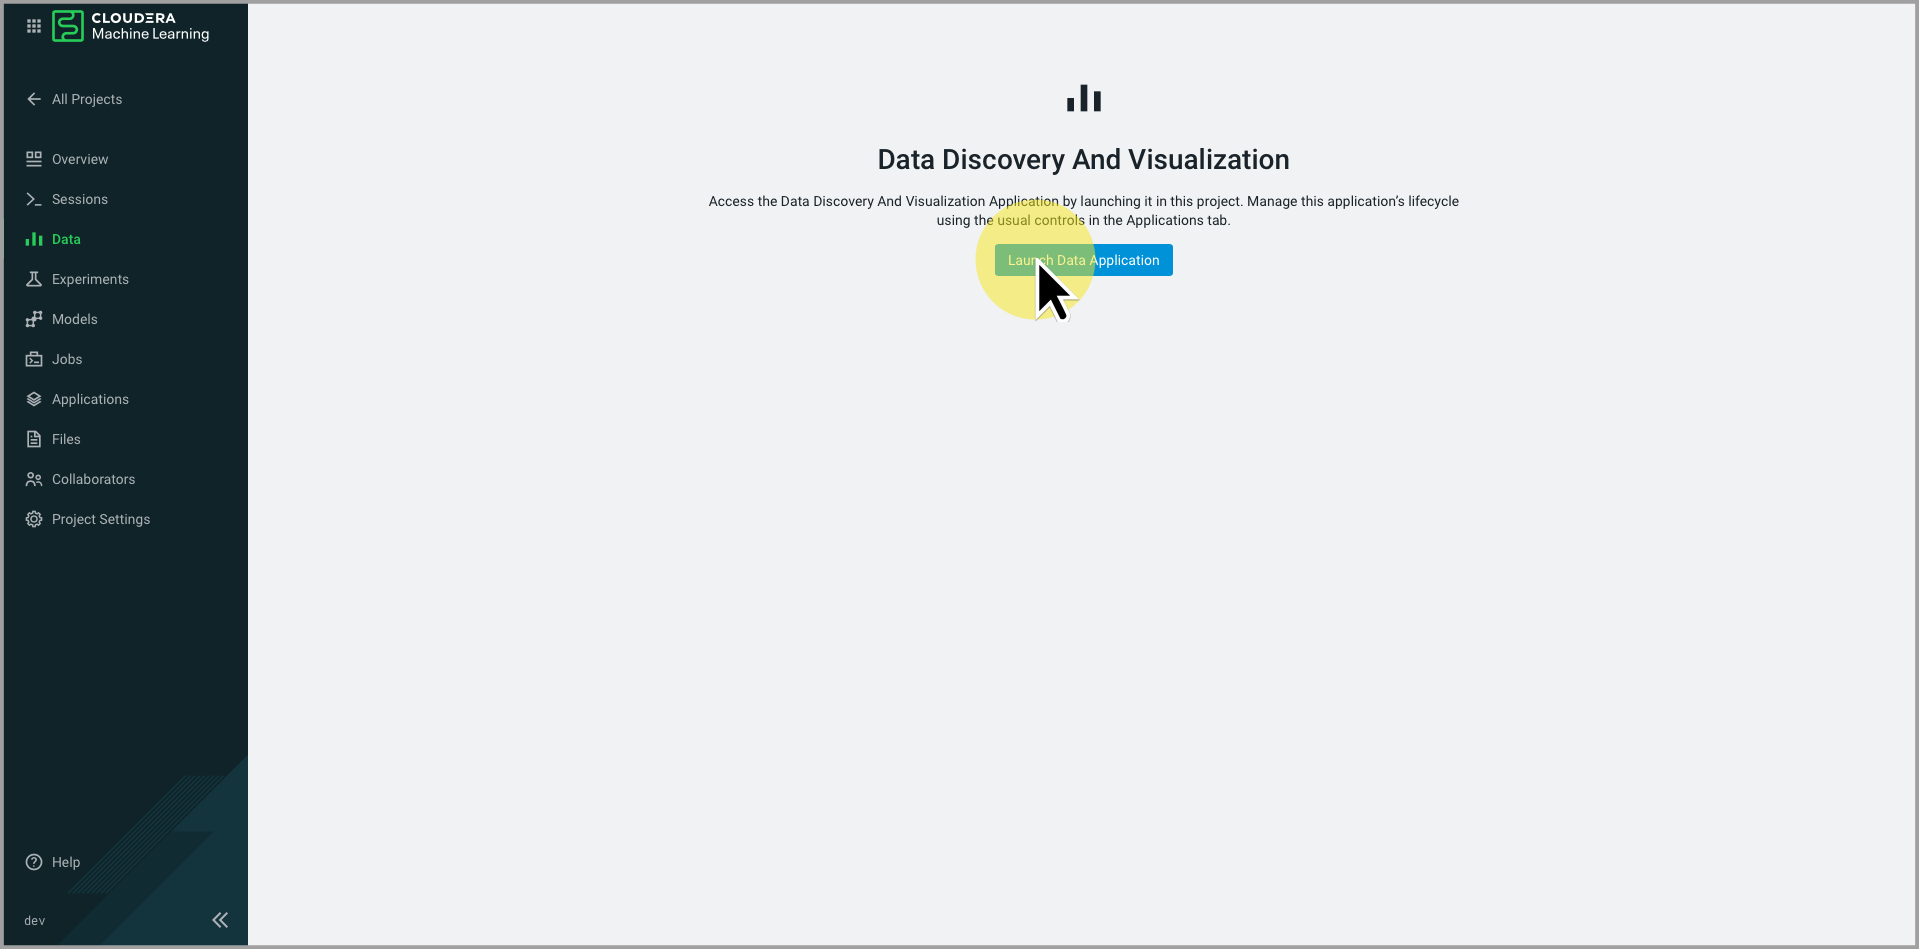 CLOUDERA
Machine Learning
All Projects
Overview
Sessions
Data
Experiments
Models
Jobs
Applications
Files
Collaborators
Project Settings
Help
dev
Data Discovery And Visualization
Access the Data Discovery And Visualization Application by launching it in this project. Manage this application's lifecycle
using the usual controls in the Applications tab.
Launch Data Application